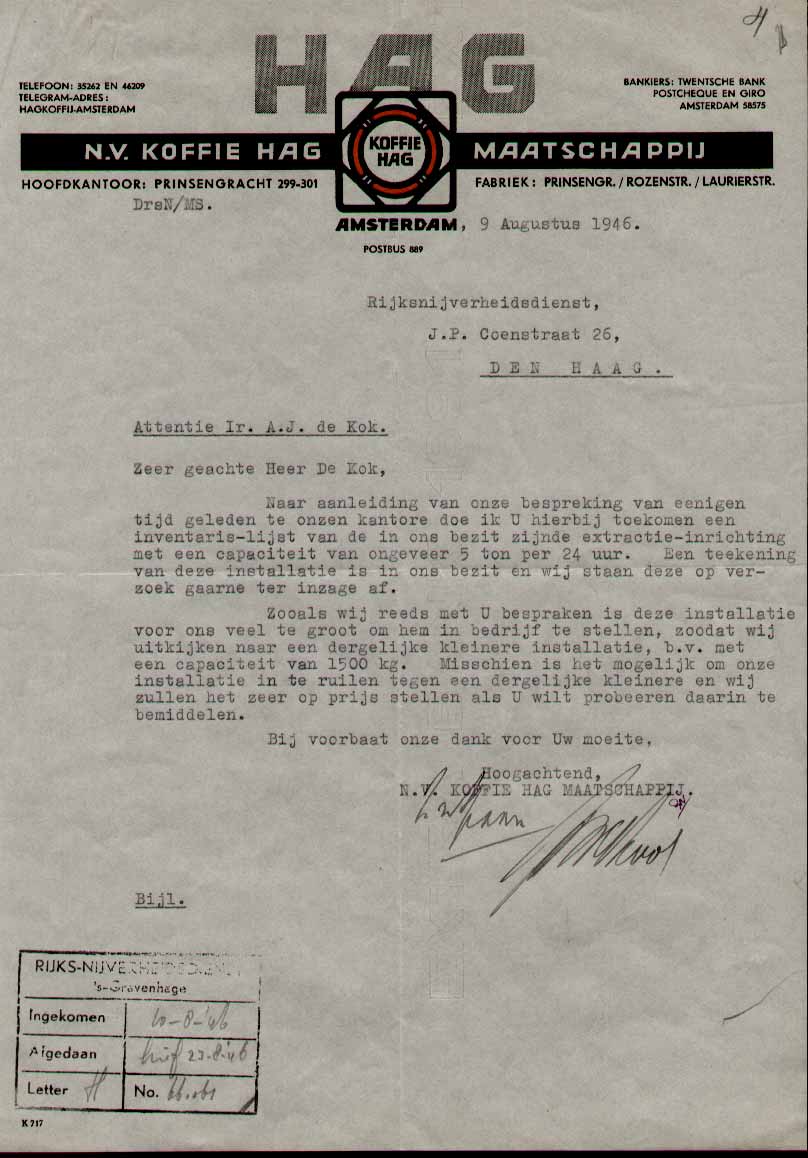 HAG
TELEFOON: 35262 EN 46209
TELEGRAM-ADRES:
HAGKOFFIJ-AMSTERDAM
BANKIERS: TWENTSCHE BANK
POSTCHEQUE EN GIRO
AMSTERDAM 58575
N.V. KOFFIE HAG
KOFFIE
HAG
MAATSCHAPPIJ
HOOFDKANTOOR: PRINSENGRACHT 299-301
FABRIEK: PRINSENGR. / ROZENSTR. / LAURIERSTR.
DrsN/MS.
AMSTERDAM, 9 Augustus 1946.
POSTBUS 889
Rijksnijverheidsdienst,
J.P. Coenstraat 26,
DEN HAAG.
Attentie Ir. A.J. de Kok.
Zeer geachte Heer De Kok,
Naar aanleiding van onze bespreking van eenigen
tijd geleden te onzen kantore doe ik U hierbij toekomen een
inventaris-lijst van de in ons bezit zijnde extractie-inrichting
met een capaciteit van ongeveer 5 ton per 24 uur. Een teekening
van deze installatie is in ons bezit en wij staan deze op ver-
zoek gaarne ter inzage af.
Zooals wij reeds met U bespraken is deze installatie
voor ons veel te groot om hem in bedrijf te stellen, zoodat wij
uitkijken naar een dergelijke kleinere installatie, b.v. met
een capaciteit van 1500 kg. Misschien is het mogelijk om onze
installatie in te ruilen tegen een dergelijke kleinere en wij
zullen het zeer op prijs stellen als U wilt probeeren daarin te
bemiddelen.
Bij voorbaat onze dank voor Uw moeite,
Hoogachtend,
N.V. KOFFIE HAG MAATSCHAPPIJ.
Bijl.
RIJKS-NIJVERHEIDSDIENST
's-Gravenhage
Ingekomen 10-8-'46
Afgedaan brief 23-8-'46
Letter H No.
K 717